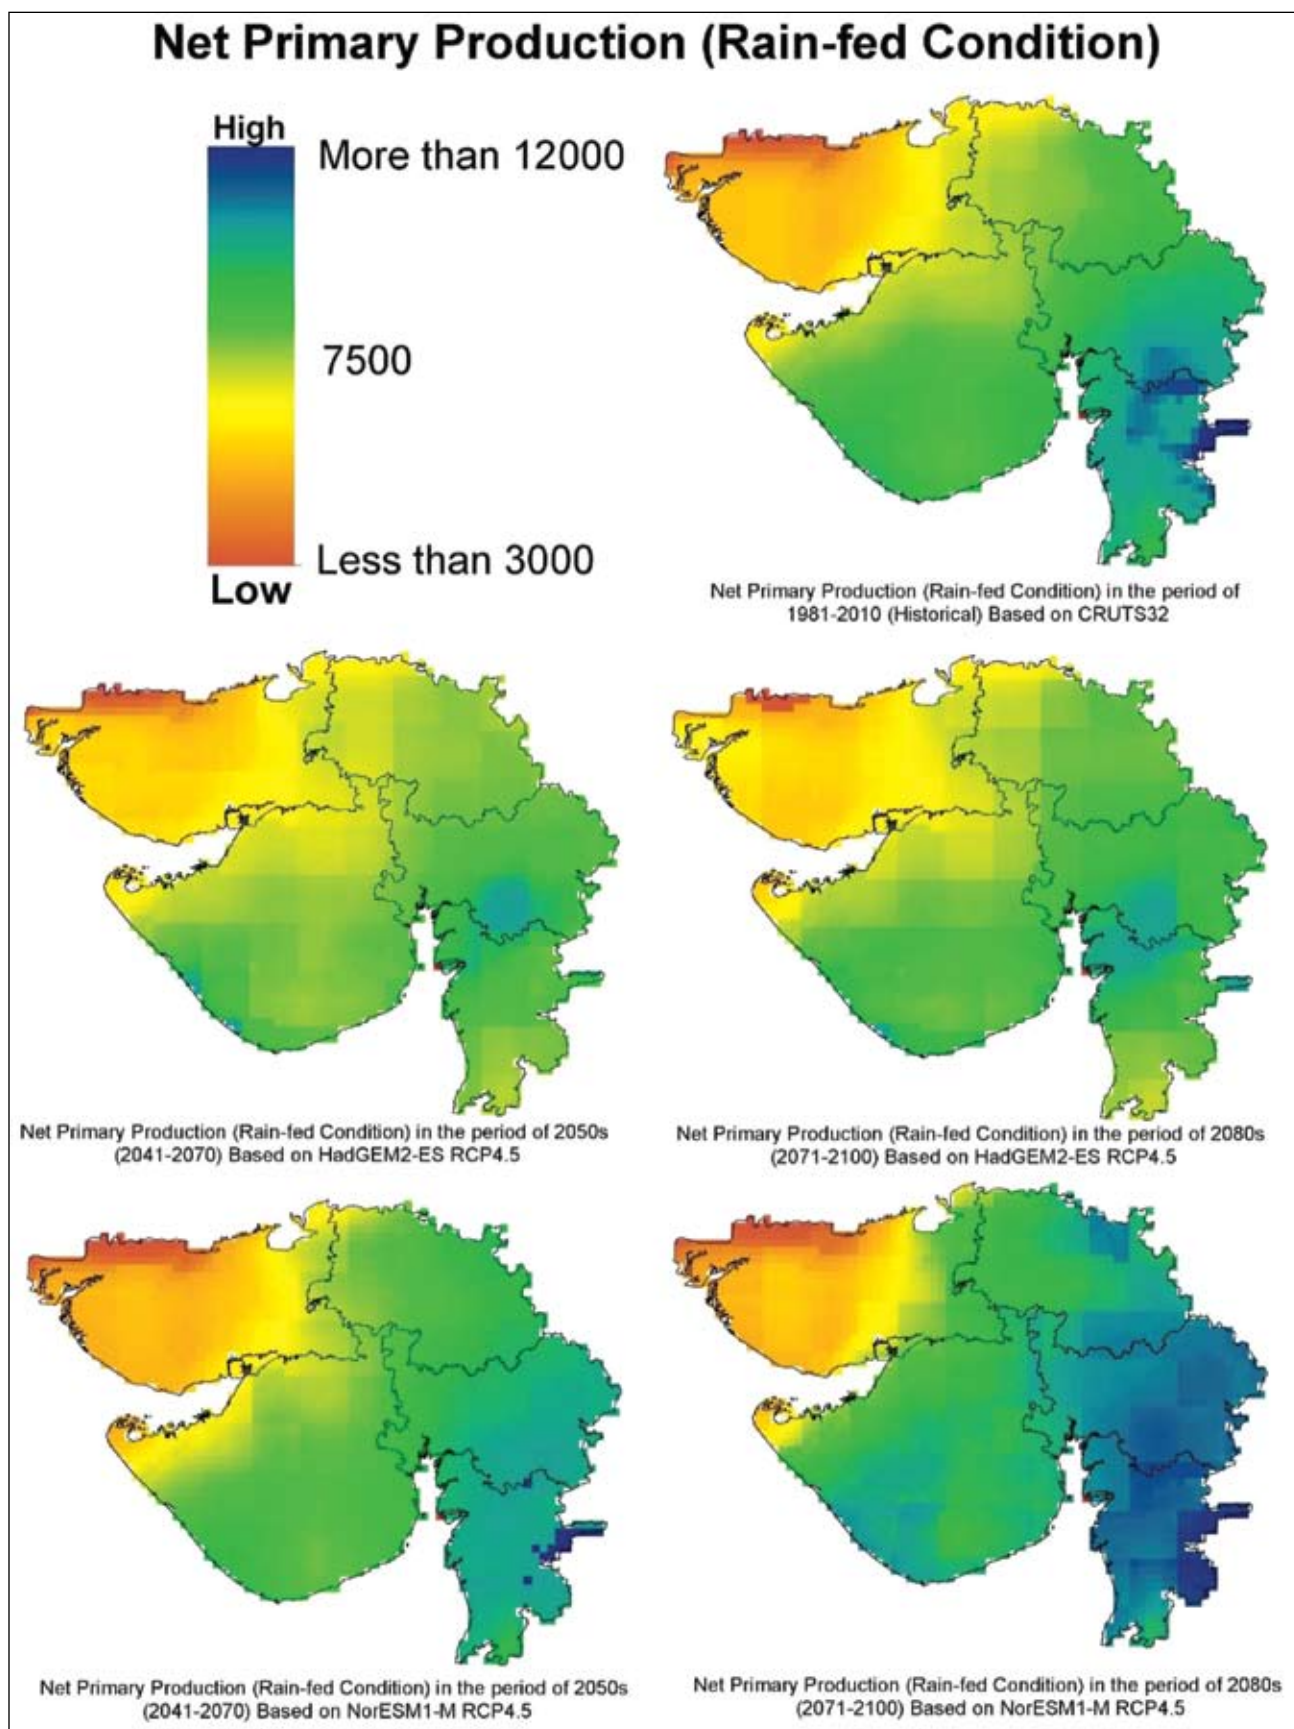 Net Primary Production (Rain-fed Condition)
High
More than 12000
7500
Less than 3000
Low
Net Primary Production (Rain-fed Condition) in the period of
1981-2010 (Historical) Based on CRUTS32
Net Primary Production (Rain-fed Condition) in the period of 2050s
(2041-2070) Based on HadGEM2-ES RCP4.5
Net Primary Production (Rain-fed Condition) in the period of 2080s
(2071-2100) Based on HadGEM2-ES RCP4.5
Net Primary Production (Rain-fed Condition) in the period of 2050s
(2041-2070) Based on NorESM1-M RCP4.5
Net Primary Production (Rain-fed Condition) in the period of 2080s
(2071-2100) Based on NorESM1-M RCP4.5